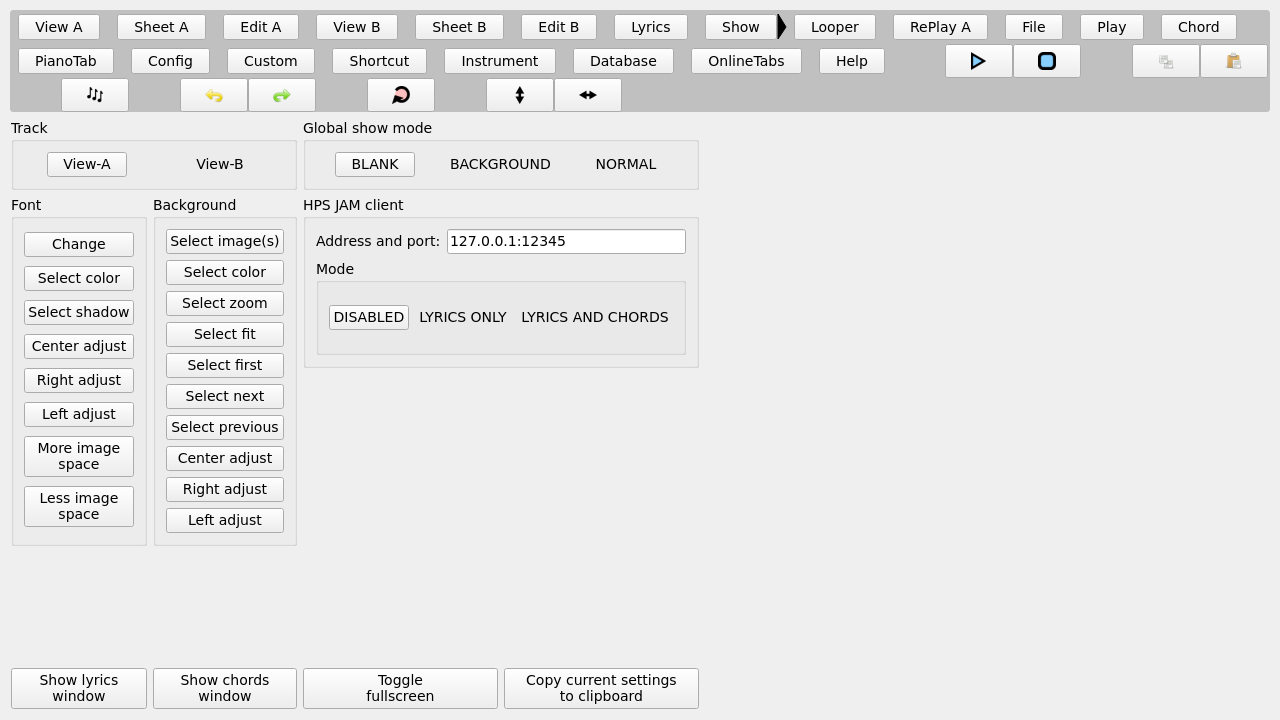 View A Sheet A Edit A View B Sheet B Edit B Lyrics Show Looper RePlay A File Play Chord
PianoTab Config Custom Shortcut Instrument Database OnlineTabs Help
Track Global show mode
View-A View-B BLANK BACKGROUND NORMAL
Font Background HPS JAM client
Change
Select color
Select shadow
Center adjust
Right adjust
Left adjust
More image
space
Less image
space
Select image(s)
Select color
Select zoom
Select fit
Select first
Select next
Select previous
Center adjust
Right adjust
Left adjust
Address and port: 127.0.0.1:12345
Mode
DISABLED LYRICS ONLY LYRICS AND CHORDS
Show lyrics
window
Show chords
window
Toggle
fullscreen
Copy current settings
to clipboard